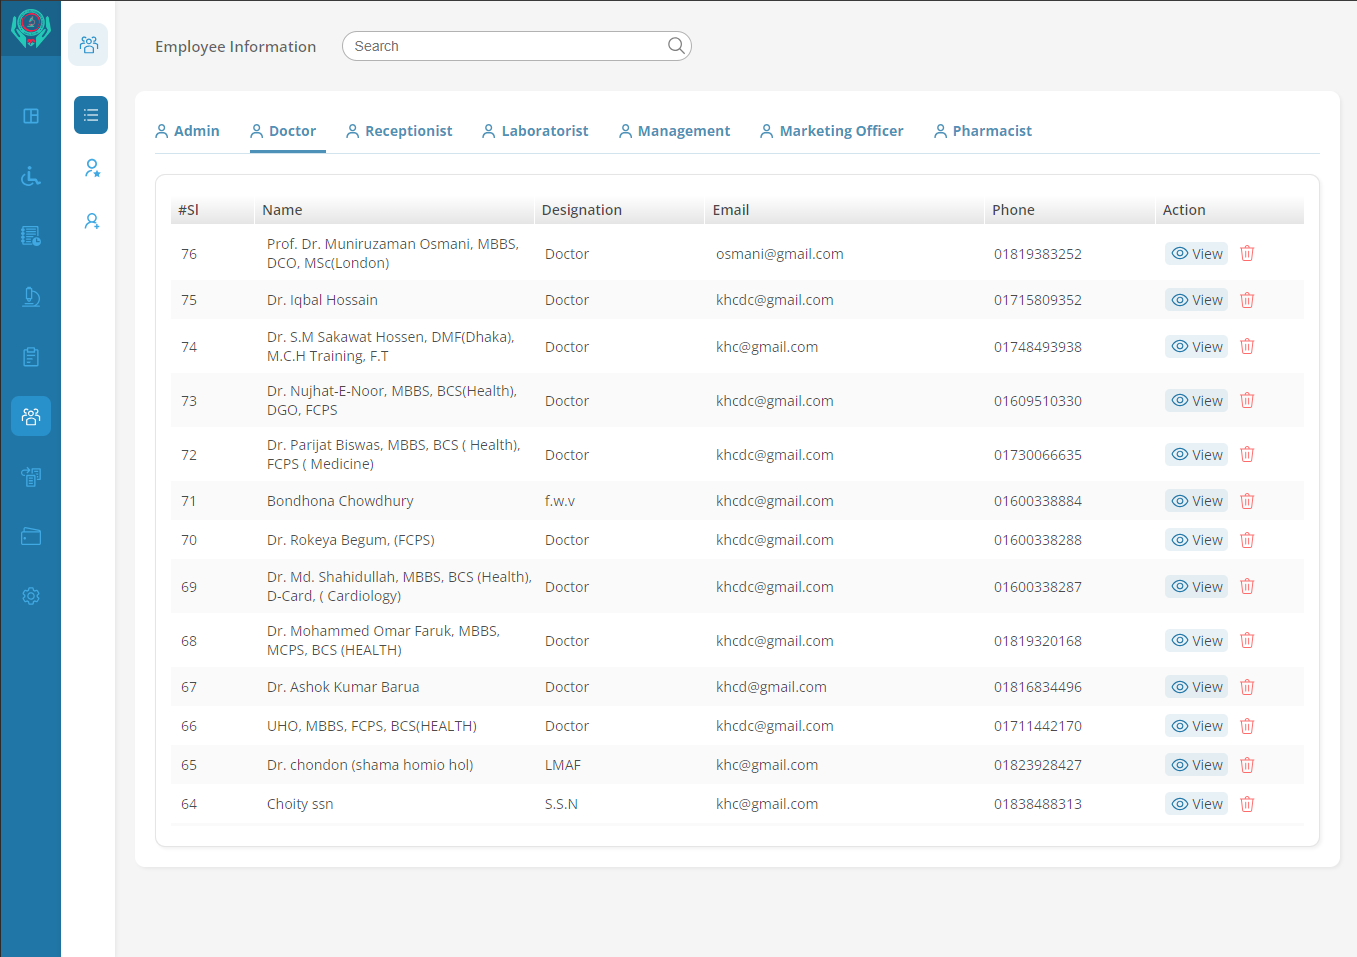 Employee Information
Search
Admin Doctor Receptionist Laboratorist Management Marketing Officer Pharmacist
#Sl Name Designation Email Phone Action
76 Prof. Dr. Muniruzaman Osmani, MBBS, DCO, MSc(London) Doctor osmani@gmail.com 01819383252 View
75 Dr. Iqbal Hossain Doctor khcdc@gmail.com 01715809352 View
74 Dr. S.M Sakawat Hossen, DMF(Dhaka), M.C.H Training, F.T Doctor khc@gmail.com 01748493938 View
73 Dr. Nujhat-E-Noor, MBBS, BCS(Health), DGO, FCPS Doctor khcdc@gmail.com 01609510330 View
72 Dr. Parijat Biswas, MBBS, BCS ( Health), FCPS ( Medicine) Doctor khcdc@gmail.com 01730066635 View
71 Bondhona Chowdhury f.w.v khcdc@gmail.com 01600338884 View
70 Dr. Rokeya Begum, (FCPS) Doctor khcdc@gmail.com 01600338288 View
69 Dr. Md. Shahidullah, MBBS, BCS (Health), D-Card, ( Cardiology) Doctor khcdc@gmail.com 01600338287 View
68 Dr. Mohammed Omar Faruk, MBBS, MCPS, BCS (HEALTH) Doctor khcdc@gmail.com 01819320168 View
67 Dr. Ashok Kumar Barua Doctor khcd@gmail.com 01816834496 View
66 UHO, MBBS, FCPS, BCS(HEALTH) Doctor khcdc@gmail.com 01711442170 View
65 Dr. chondon (shama homio hol) LMAF khc@gmail.com 01823928427 View
64 Choity ssn S.S.N khc@gmail.com 01838488313 View